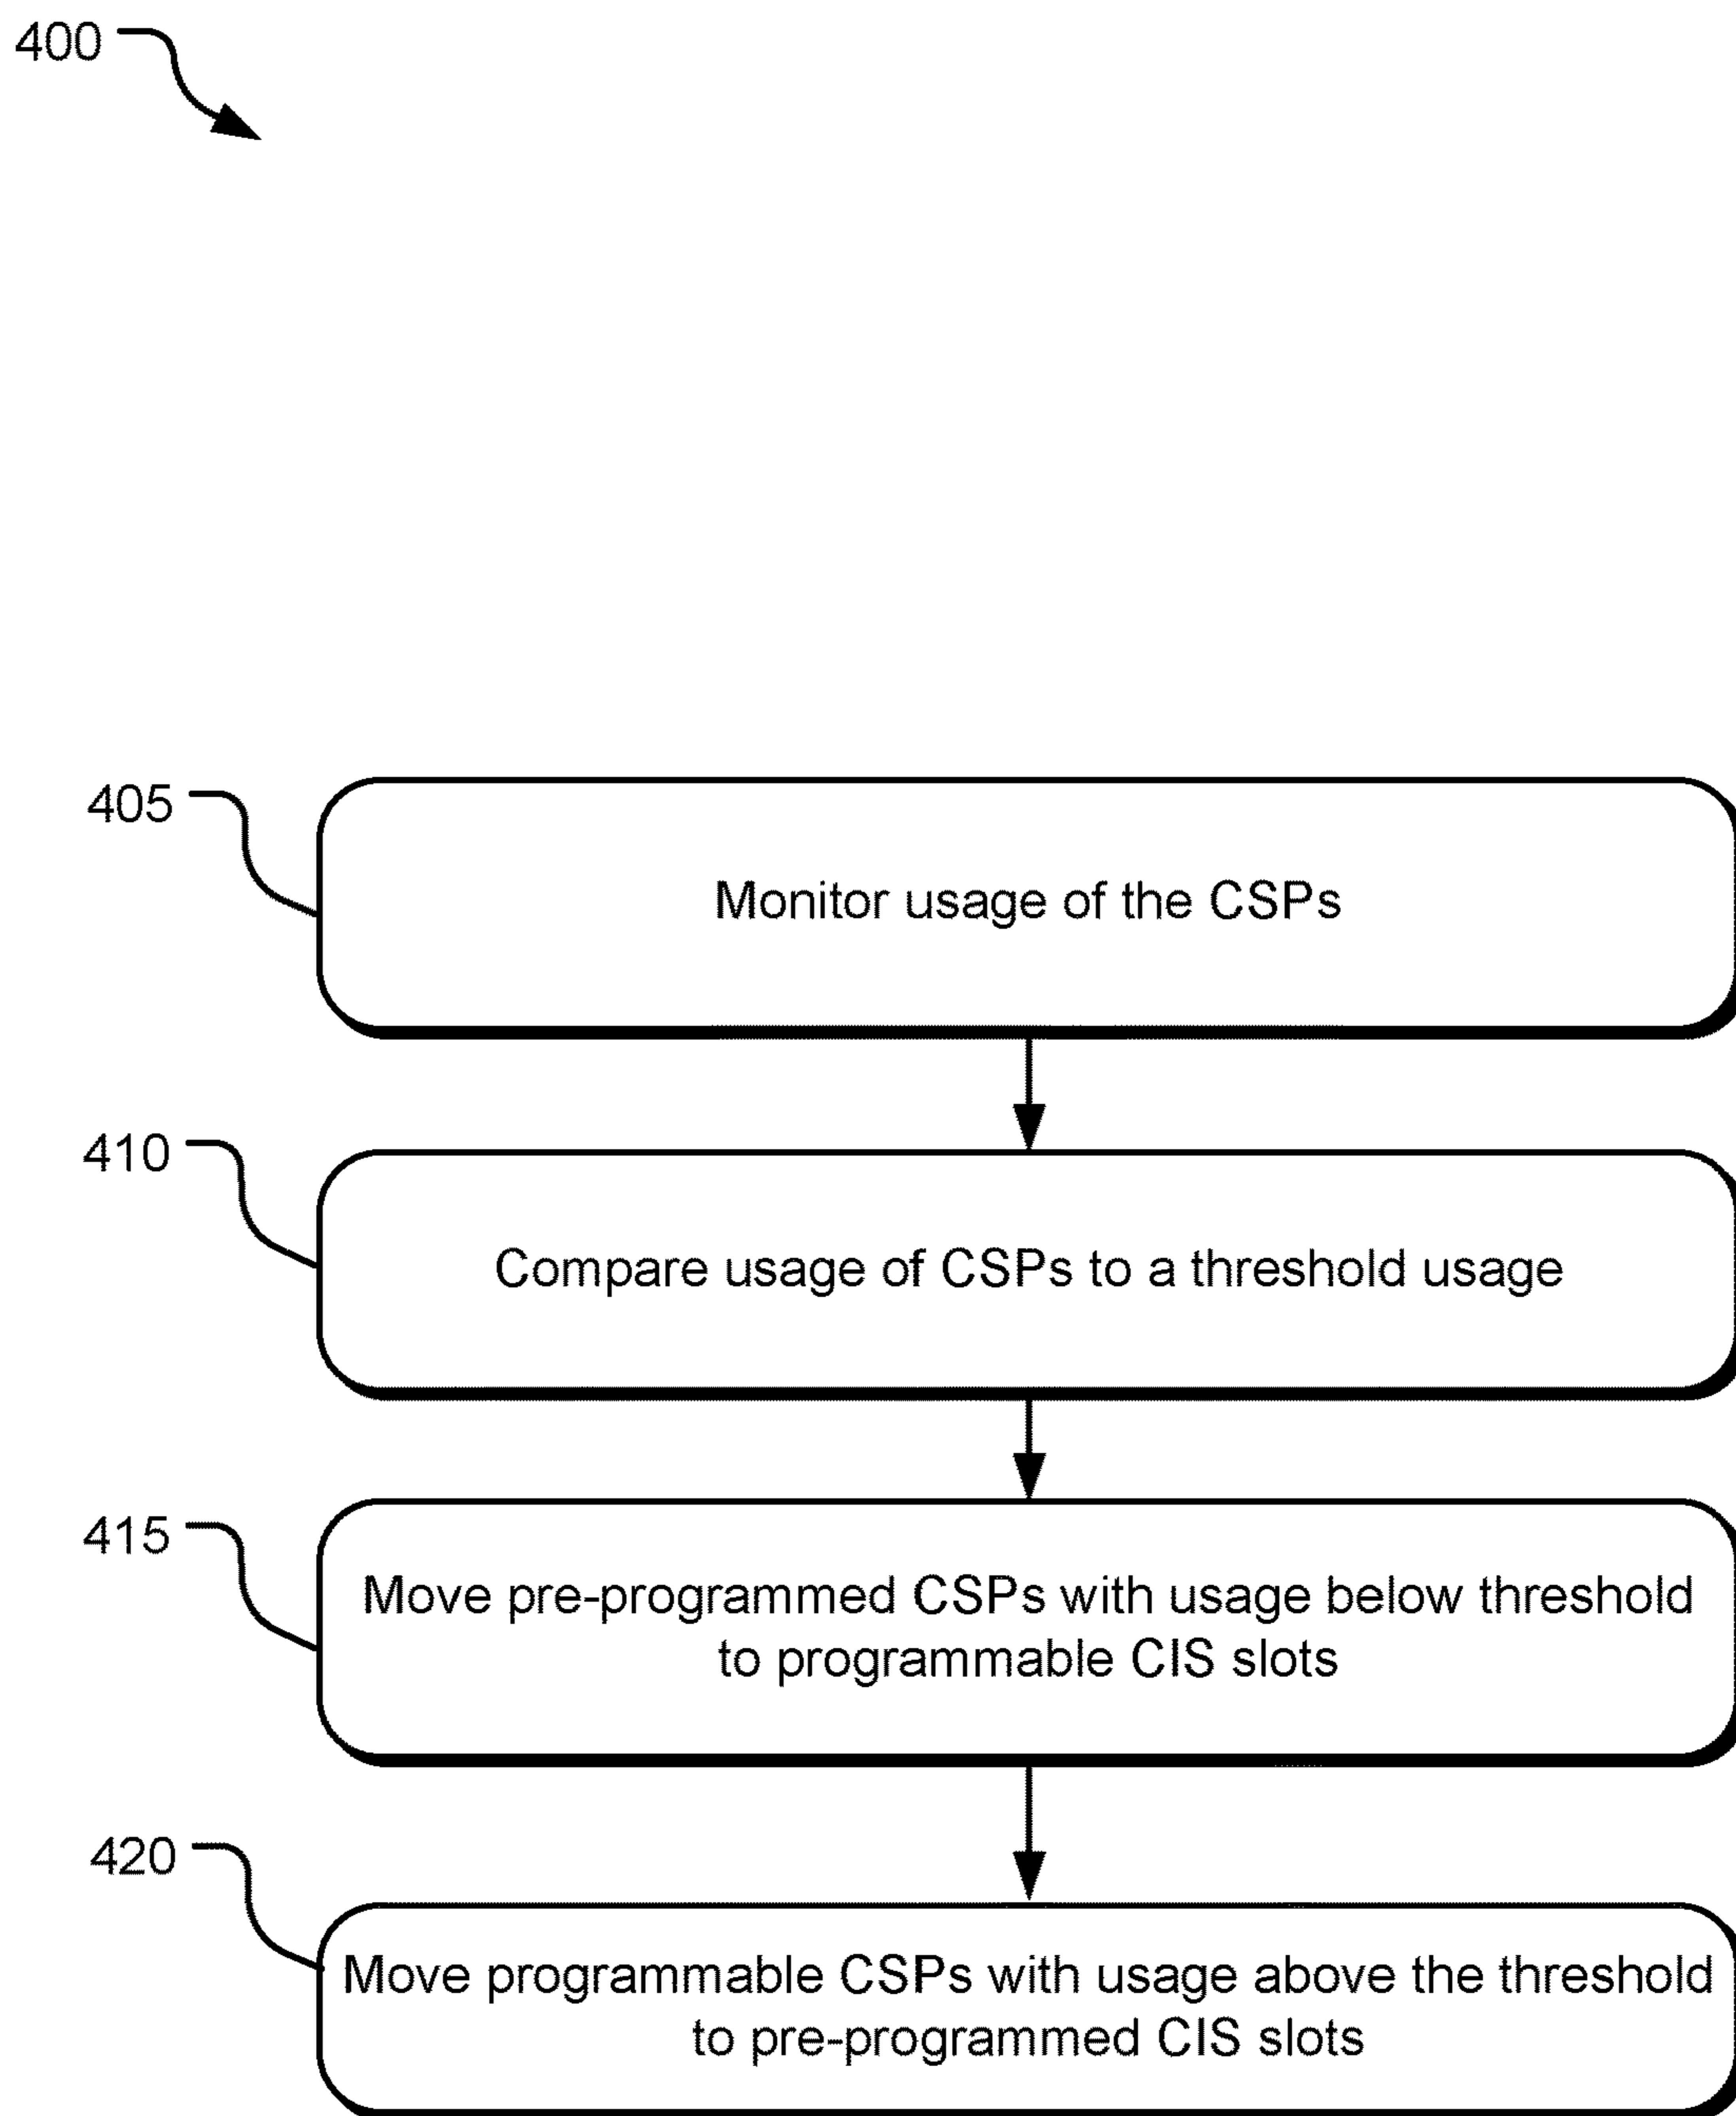 400
405
Monitor usage of the CSPs
410
Compare usage of CSPs to a threshold usage
415
Move pre-programmed CSPs with usage below threshold
to programmable CIS slots
420
Move programmable CSPs with usage above the threshold
to pre-programmed CIS slots